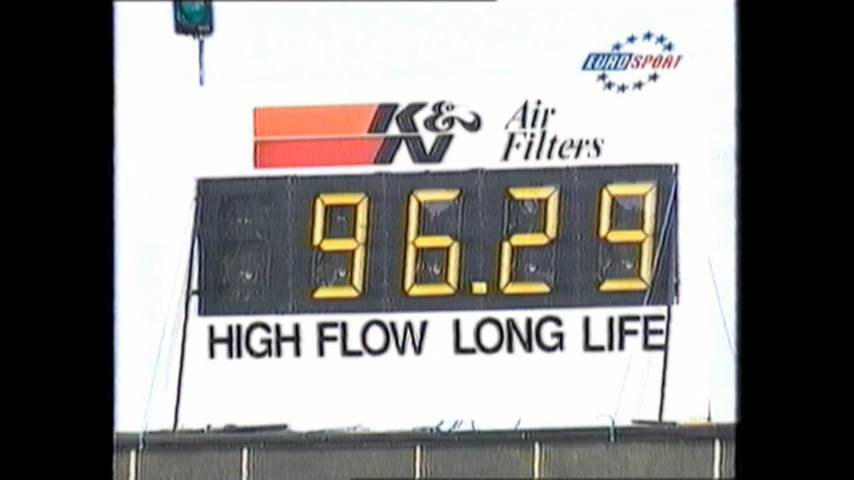 EUROSPORT
K&N Air
Filters
96.29
HIGH FLOW LONG LIFE